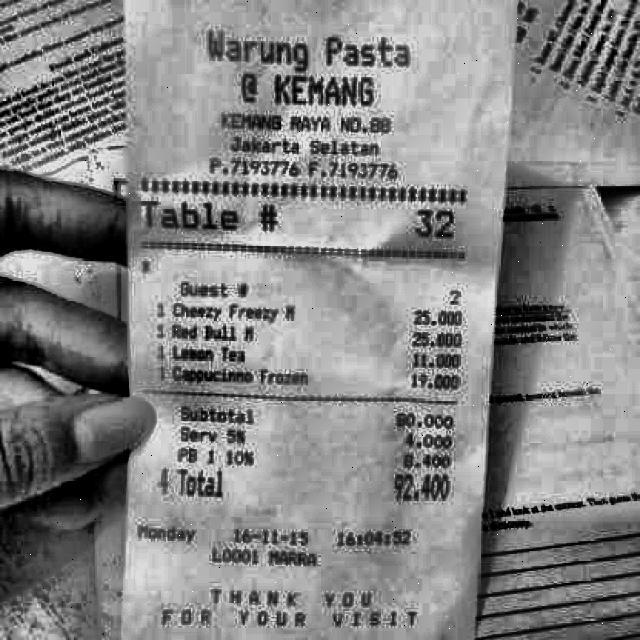 Warung Pasta
@ KEMANG
KEMANG RAYA NO.88
Jakarta Selatan
P.7193776 F.7193776
Table # 32
Guest # 2
1 Cheezy Freezy M 25.000
1 Red Bull M 25.000
1 Lemon Tea 11.000
1 Frozen 19.000
Subtotal 80.000
Serv 5% 4.000
PB 1 10% 8.400
4 Total 92.400
Monday 16-11-15 16:04:52
THANK YOU
FOR YOUR VISIT